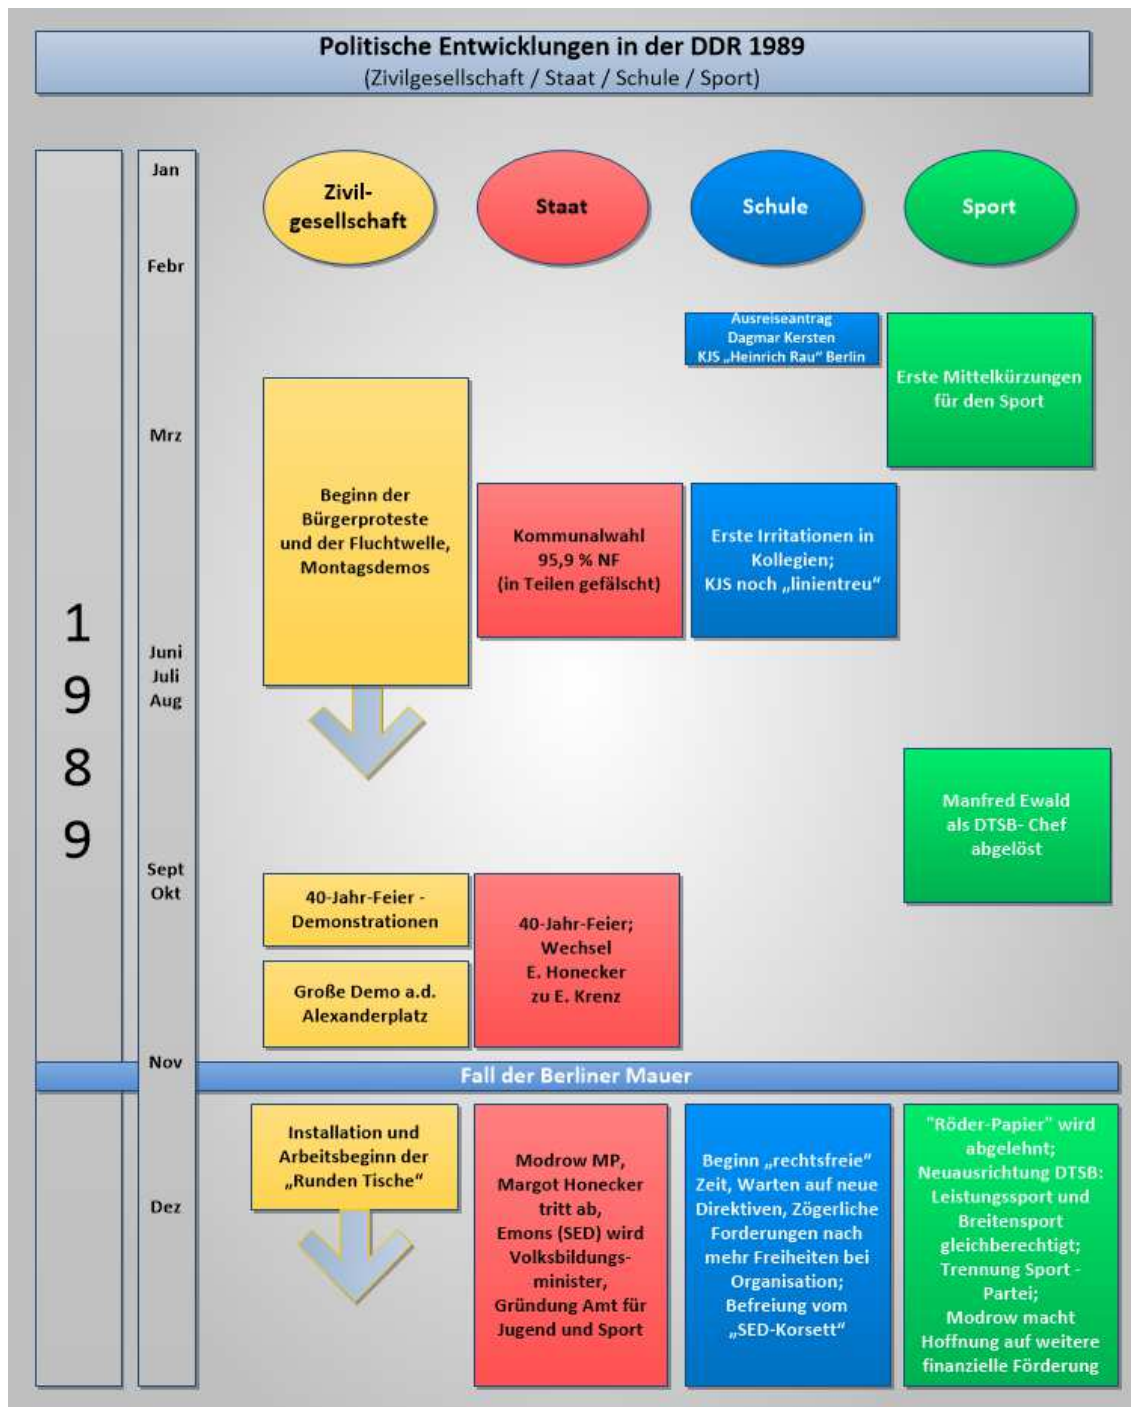 Politische Entwicklungen in der DDR 1989
(Zivilgesellschaft / Staat / Schule / Sport)
1
9
8
9
Jan
Febr
Mrz
Juni
Juli
Aug
Sept
Okt
Nov
Dez
Zivil-
gesellschaft
Staat
Schule
Sport
Ausreiseantrag
Dagmar Kersten
KJS „Heinrich Rau“ Berlin
Erste Mittelkürzungen
für den Sport
Beginn der
Bürgerproteste
und der Fluchtwelle,
Montagsdemos
Kommunalwahl
95,9 % NF
(in Teilen gefälscht)
Erste Irritationen in
Kollegien;
KJS noch „linientreu“
Manfred Ewald
als DTSB- Chef
abgelöst
40-Jahr-Feier -
Demonstrationen
Große Demo a.d.
Alexanderplatz
40-Jahr-Feier;
Wechsel
E. Honecker
zu E. Krenz
Fall der Berliner Mauer
Installation und
Arbeitsbeginn der
„Runden Tische“
Modrow MP,
Margot Honecker
tritt ab,
Emons (SED) wird
Volksbildungs-
minister,
Gründung Amt für
Jugend und Sport
Beginn „rechtsfreie“
Zeit, Warten auf neue
Direktiven, Zögerliche
Forderungen nach
mehr Freiheiten bei
Organisation;
Befreiung vom
„SED-Korsett“
"Röder-Papier" wird
abgelehnt;
Neuausrichtung DTSB:
Leistungssport und
Breitensport
gleichberechtigt;
Trennung Sport -
Partei;
Modrow macht
Hoffnung auf weitere
finanzielle Förderung